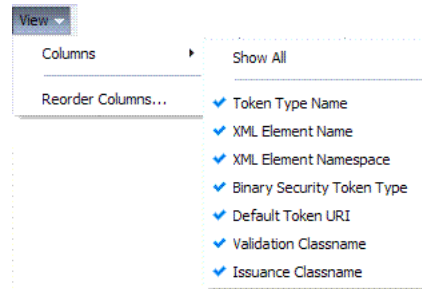 View
Columns
Show All
Reorder Columns...
Token Type Name
XML Element Name
XML Element Namespace
Binary Security Token Type
Default Token URI
Validation Classname
Issuance Classname